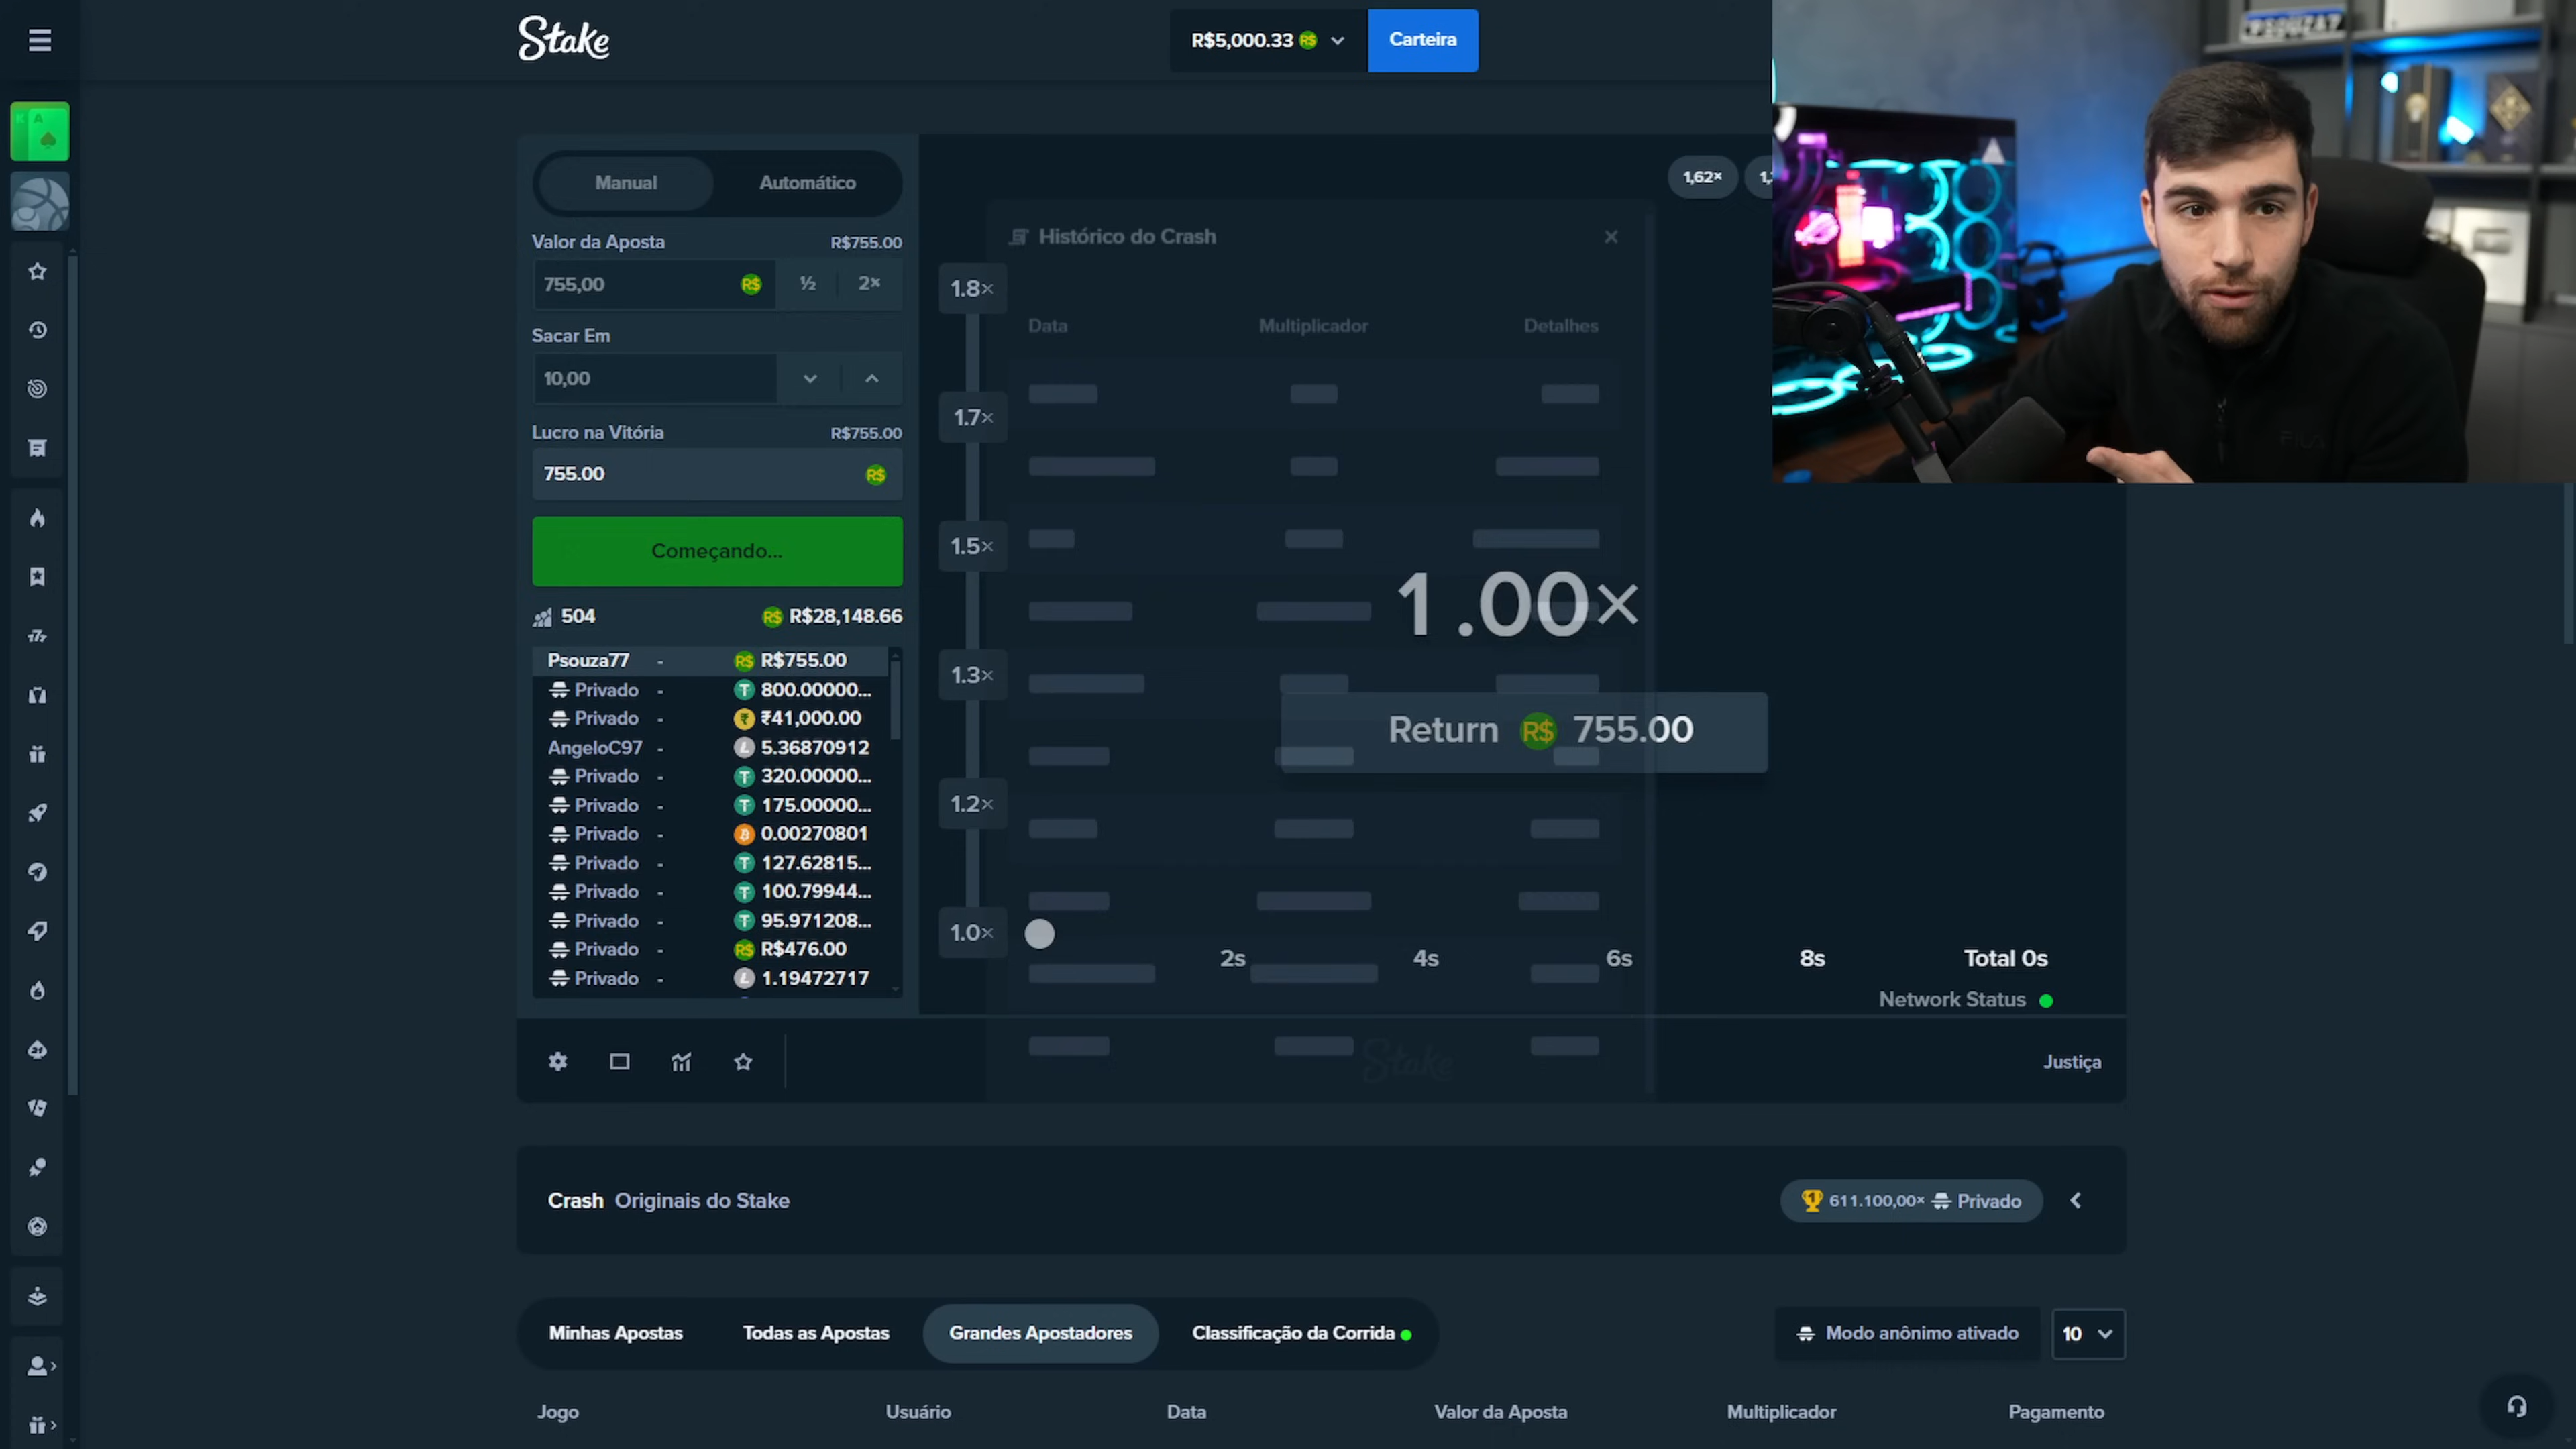 Stake
R$5,000.33 R$
Carteira
Manual
Automático
1,62×
Valor da Aposta
R$755.00
755,00 R$
½
2×
Sacar Em
10,00
Lucro na Vitória
R$755.00
755.00 R$
Começando...
504
R$ R$28,148.66
Psouza77 - R$ R$755.00
Privado - 800.00000...
Privado - ₹ ₹41,000.00
AngeloC97 - 5.36870912
Privado - 320.00000...
Privado - 175.00000...
Privado - 0.00270801
Privado - 127.62815...
Privado - 100.79944...
Privado - 95.971208...
Privado - R$ R$476.00
Privado - 1.19472717
Histórico do Crash
Data
Multiplicador
Detalhes
1.8×
1.7×
1.5×
1.3×
1.2×
1.0×
1.00×
Return R$ 755.00
2s
4s
6s
8s
Total 0s
Network Status
Stake
Justiça
Crash Originais do Stake
611.100,00× Privado
Minhas Apostas
Todas as Apostas
Grandes Apostadores
Classificação da Corrida
Modo anônimo ativado
10
Jogo
Usuário
Data
Valor da Aposta
Multiplicador
Pagamento